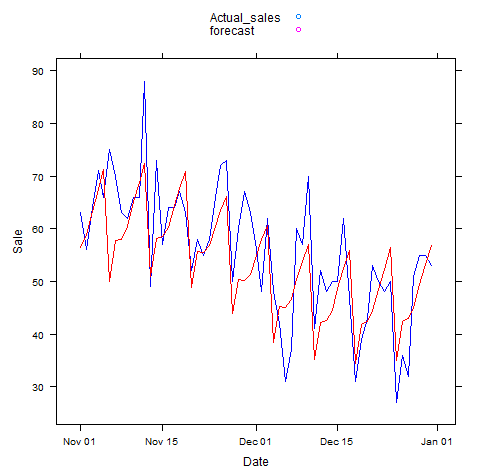 Actual_sales
forecast
90
80
70
60
50
40
30
Sale
Nov 01 Nov 15 Dec 01 Dec 15 Jan 01
Date